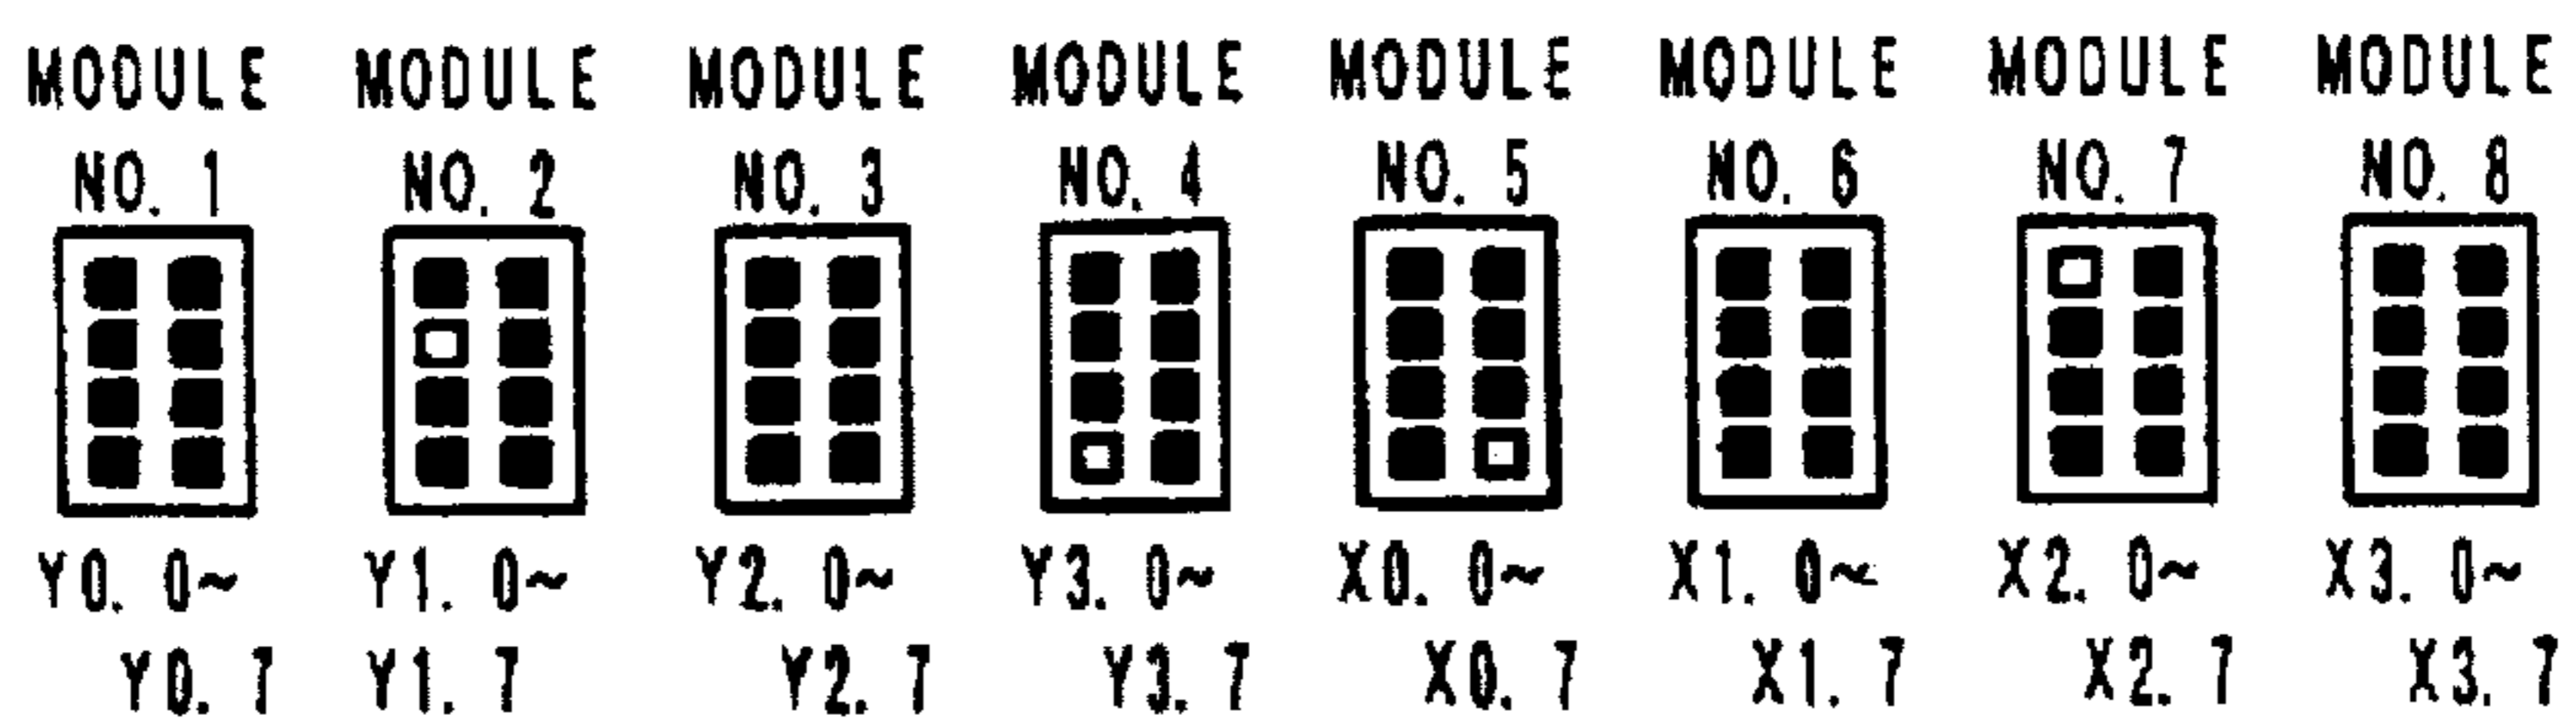 MODULE MODULE MODULE MODULE MODULE MODULE MODULE MODULE
NO. 1 NO. 2 NO. 3 NO. 4 NO. 5 NO. 6 NO. 7 NO. 8
Y0. 0~ Y1. 0~ Y2. 0~ Y3. 0~ X0. 0~ X1. 0~ X2. 0~ X3. 0~
Y0. 7 Y1. 7 Y2. 7 Y3. 7 X0. 7 X1. 7 X2. 7 X3. 7